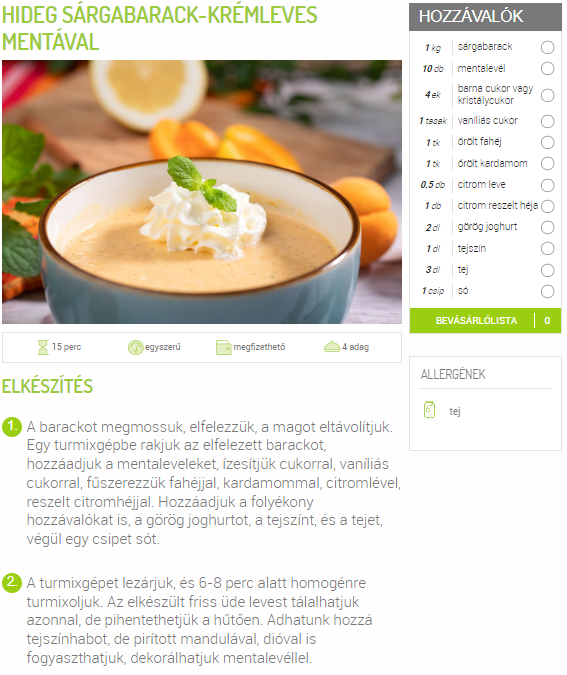 HIDEG SÁRGABARACK-KRÉMLEVES
MENTÁVAL
15 perc
egyszerű
megfizethető
4 adag
ELKÉSZÍTÉS
1. A barackot megmossuk, elfelezzük, a magot eltávolítjuk.
Egy turmixgépbe rakjuk az elfelezett barackot,
hozzáadjuk a mentaleveleket, ízesítjük cukorral, vaníliás
cukorral, fűszerezzük fahéjjal, kardamommal, citromlével,
reszelt citromhéjjal. Hozzáadjuk a folyékony
hozzávalókat is, a görög joghurtot, a tejszínt, és a tejet,
végül egy csipet sót.
2. A turmixgépet lezárjuk, és 6-8 perc alatt homogénre
turmixoljuk. Az elkészült friss üde levest tálalhatjuk
azonnal, de pihentethetjük a hűtően. Adhatunk hozzá
tejszínhabot, de pirított mandulával, dióval is
fogyaszthatjuk, dekorálhatjuk mentalevéllel.
HOZZÁVALÓK
1 kg sárgabarack
10 db mentalevél
4 ek barna cukor vagy
kristálycukor
1 tasak vaníliás cukor
1 tk őrölt fahéj
1 tk őrölt kardamom
0.5 db citrom leve
1 db citrom reszelt héja
2 dl görög joghurt
1 dl tejszín
3 dl tej
1 csip só
BEVÁSÁRLÓLISTA 0
ALLERGÉNEK
tej